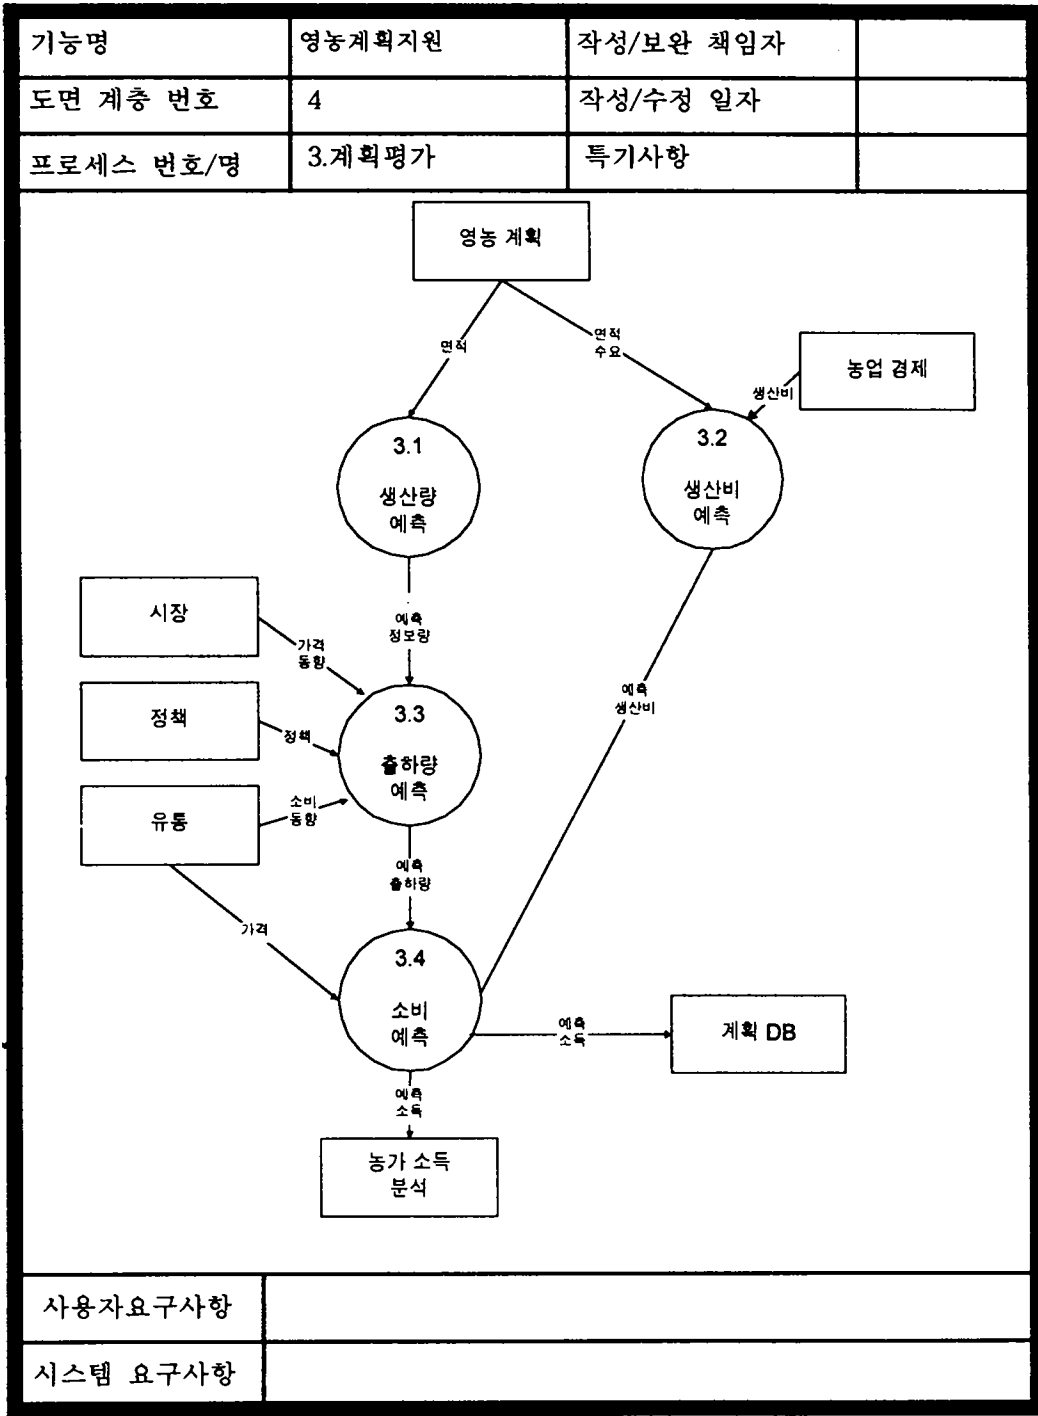 기능명 영농계획지원 작성/보완 책임자
도면 계층 번호 4 작성/수정 일자
프로세스 번호/명 3.계획평가 특기사항
영농 계획
면적
면적
수요
농업 경제
생산비
3.1
생산량
예측
3.2
생산비
예측
시장
예측
정보량
가격
동향
예측
생산비
정책
정책
3.3
출하량
예측
유통
소비
동향
예측
출하량
가격
3.4
소비
예측
예측
소득
계획 DB
예측
소득
농가 소득
분석
사용자요구사항
시스템 요구사항